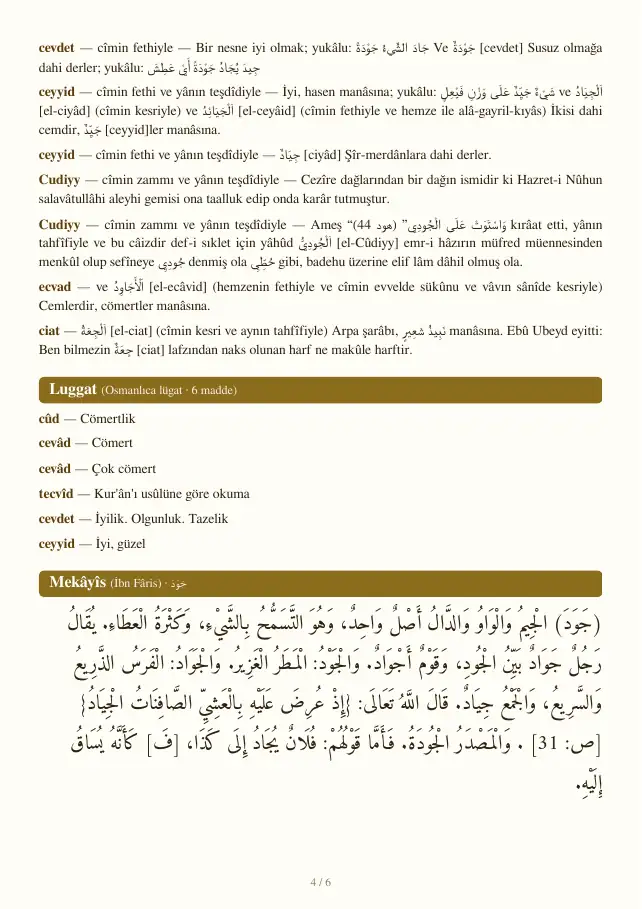 cevdet — cîmin fethiyle — Bir nesne iyi olmak; yukâlu: جَادَ الشَّيْءُ جَوْدَةً Ve جَوْدَةٌ [cevdet] Susuz olmağa
dahi derler; yukâlu: جِيدَ يُجَادُ جَوْدَةً أَيْ عَطِشَ
ceyyid — cîmin fethi ve yânın teşdîdiyle — İyi, hasen manâsına; yukâlu: شَيْءٌ جَيِّدٌ عَلَى وَزْنِ فَيْعِلٍ ve اَلْجِيَادُ
[el-ciyâd] (cîmin kesriyle) ve اَلْجَيَائِدُ [el-ceyâid] (cîmin fethiyle ve hemze ile alâ-gayril-kıyâs) İkisi dahi
cemdir, جَيِّدٌ [ceyyid]ler manâsına.
ceyyid — cîmin fethi ve yânın teşdîdiyle — جِيَادٌ [ciyâd] Şîr-merdânlara dahi derler.
Cudiyy — cîmin zammı ve yânın teşdîdiyle — Cezîre dağlarından bir dağın ismidir ki Hazret-i Nûhun
salavâtullâhi aleyhi gemisi ona taalluk edip onda karâr tutmuştur.
Cudiyy — cîmin zammı ve yânın teşdîdiyle — Ameş “(44 هود) ”وَاسْتَوَتْ عَلَى الْجُودِى kırâat etti, yânın
tahfîfiyle ve bu câizdir def-i sıklet için yâhûd اَلْجُودِيُّ [el-Cûdiyy] emr-i hâzırın müfred müennesinden
menkûl olup sefîneye جُودِي denmiş ola حُطِّي gibi, badehu üzerine elif lâm dâhil olmuş ola.
ecvad — ve اَلْأَجَاوِدُ [el-ecâvid] (hemzenin fethiyle ve cîmin evvelde sükûnu ve vâvın sânîde kesriyle)
Cemlerdir, cömertler manâsına.
ciat — اَلْجِعَةُ [el-ciat] (cîmin kesri ve aynın tahfîfiyle) Arpa şarâbı, نَبِيذُ شَعِيرٍ manâsına. Ebû Ubeyd eyitti:
Ben bilmezin جِعَةٌ [ciat] lafzından naks olunan harf ne makûle harftir.
Luggat (Osmanlıca lügat · 6 madde)
cûd — Cömertlik
cevâd — Cömert
cevâd — Çok cömert
tecvîd — Kur'ân'ı usûlüne göre okuma
cevdet — İyilik. Olgunluk. Tazelik
ceyyid — İyi, güzel
Mekâyîs (İbn Fâris) · جَوَدَ
(جَوَدَ) الْجِيمُ وَالْوَاوُ وَالدَّالُ أَصْلٌ وَاحِدٌ، وَهُوَ التَّسَمُّحُ بِالشَّيْءِ، وَكَثْرَةُ الْعَطَاءِ. يُقَالُ
رَجُلٌ جَوَادٌ بَيِّنُ الْجُودِ، وَقَوْمٌ أَجْوَادٌ. وَالْجَوْدُ: الْمَطَرُ الْغَزِيرُ. وَالْجَوَادُ: الْفَرَسُ الذَّرِيعُ
وَالسَّرِيعُ، وَالْجَمْعُ جِيَادٌ. قَالَ اللَّهُ تَعَالَى: {إِذْ عُرِضَ عَلَيْهِ بِالْعَشِيِّ الصَّافِنَاتُ الْجِيَادُ}
[ص: 31] . وَالْمَصْدَرُ الْجُودَةُ. فَأَمَّا قَوْلُهُمْ: فُلَانٌ يُجَادُ إِلَى كَذَا، [فَ] كَأَنَّهُ يُسَاقُ
إِلَيْهِ.
4 / 6